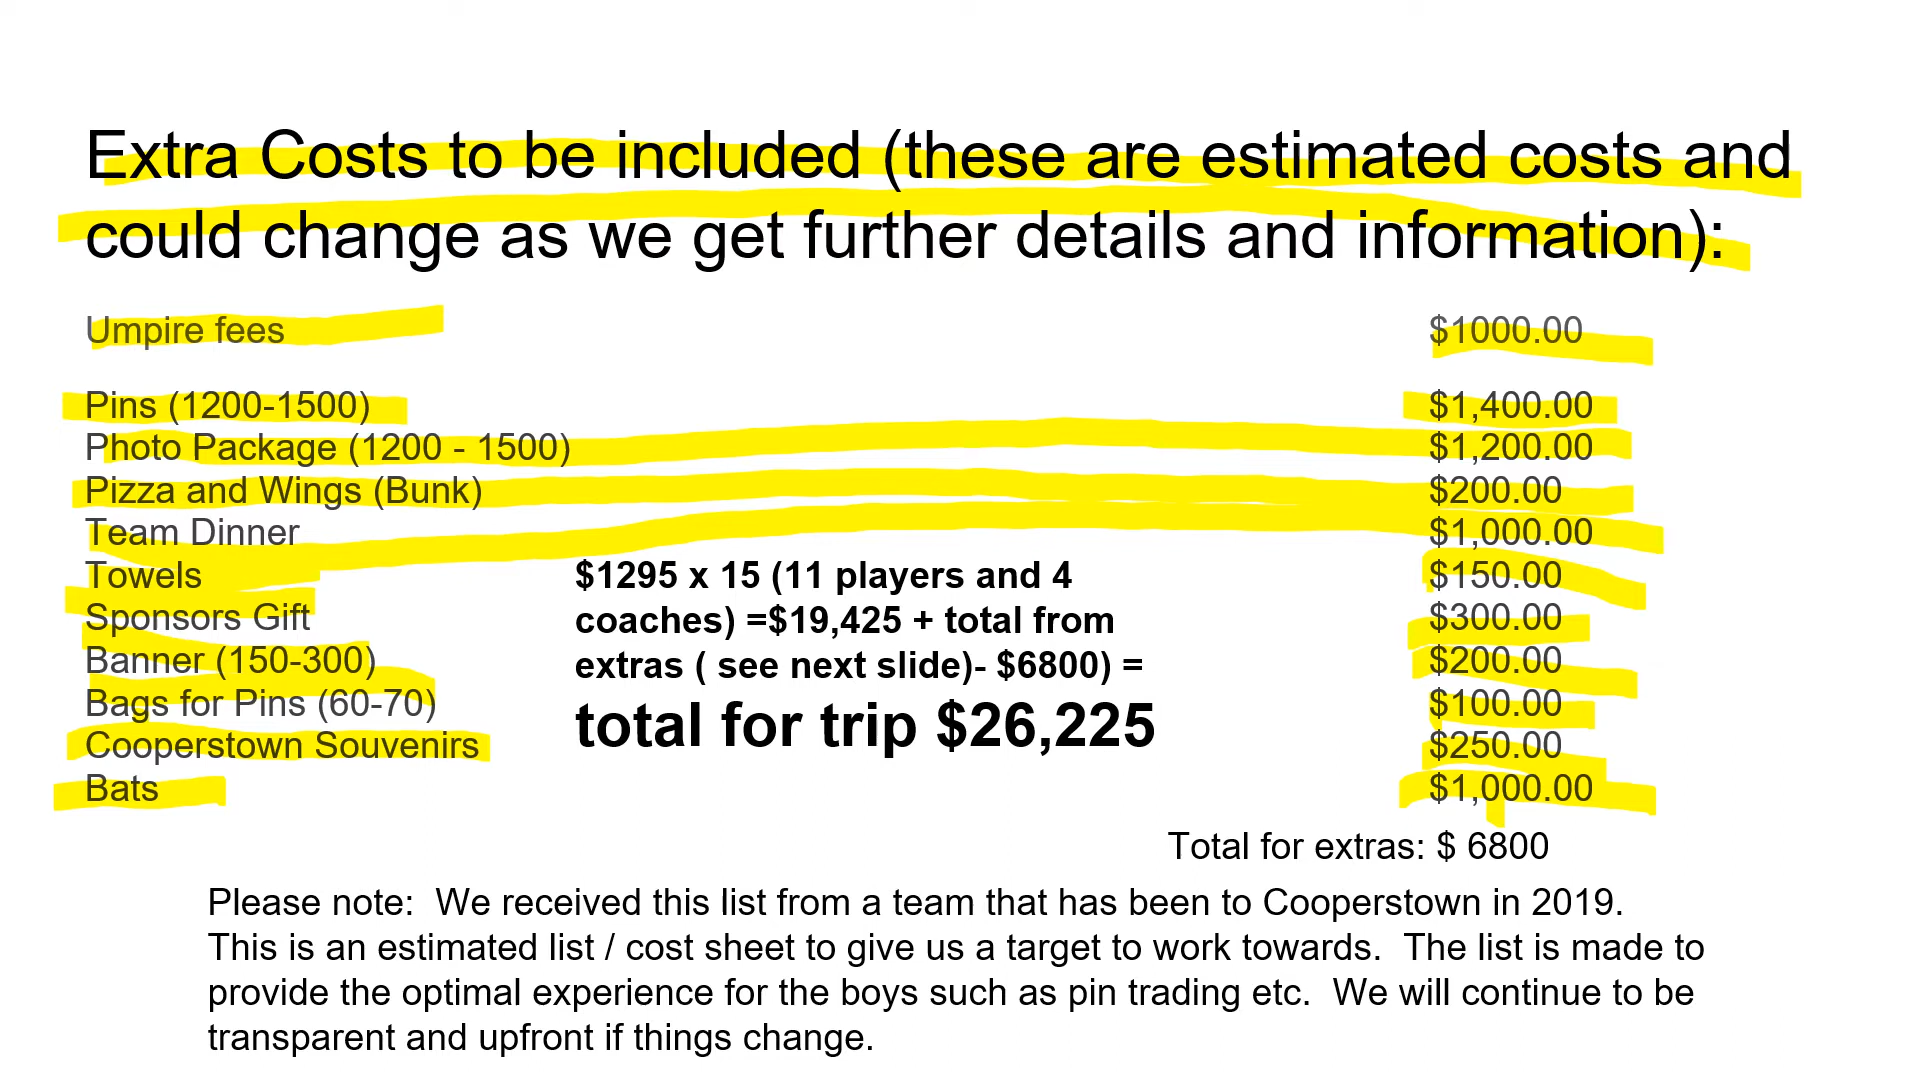 Extra Costs to be included (these are estimated costs and
could change as we get further details and information):
Umpire fees $1000.00
Pins (1200-1500) $1,400.00
Photo Package (1200 - 1500) $1,200.00
Pizza and Wings (Bunk) $200.00
Team Dinner $1,000.00
Towels $150.00
Sponsors Gift $300.00
Banner (150-300) $200.00
Bags for Pins (60-70) $100.00
Cooperstown Souvenirs $250.00
Bats $1,000.00
$1295 x 15 (11 players and 4
coaches) =$19,425 + total from
extras ( see next slide)- $6800) =
total for trip $26,225
Total for extras: $ 6800
Please note:  We received this list from a team that has been to Cooperstown in 2019.
This is an estimated list / cost sheet to give us a target to work towards.  The list is made to
provide the optimal experience for the boys such as pin trading etc.  We will continue to be
transparent and upfront if things change.